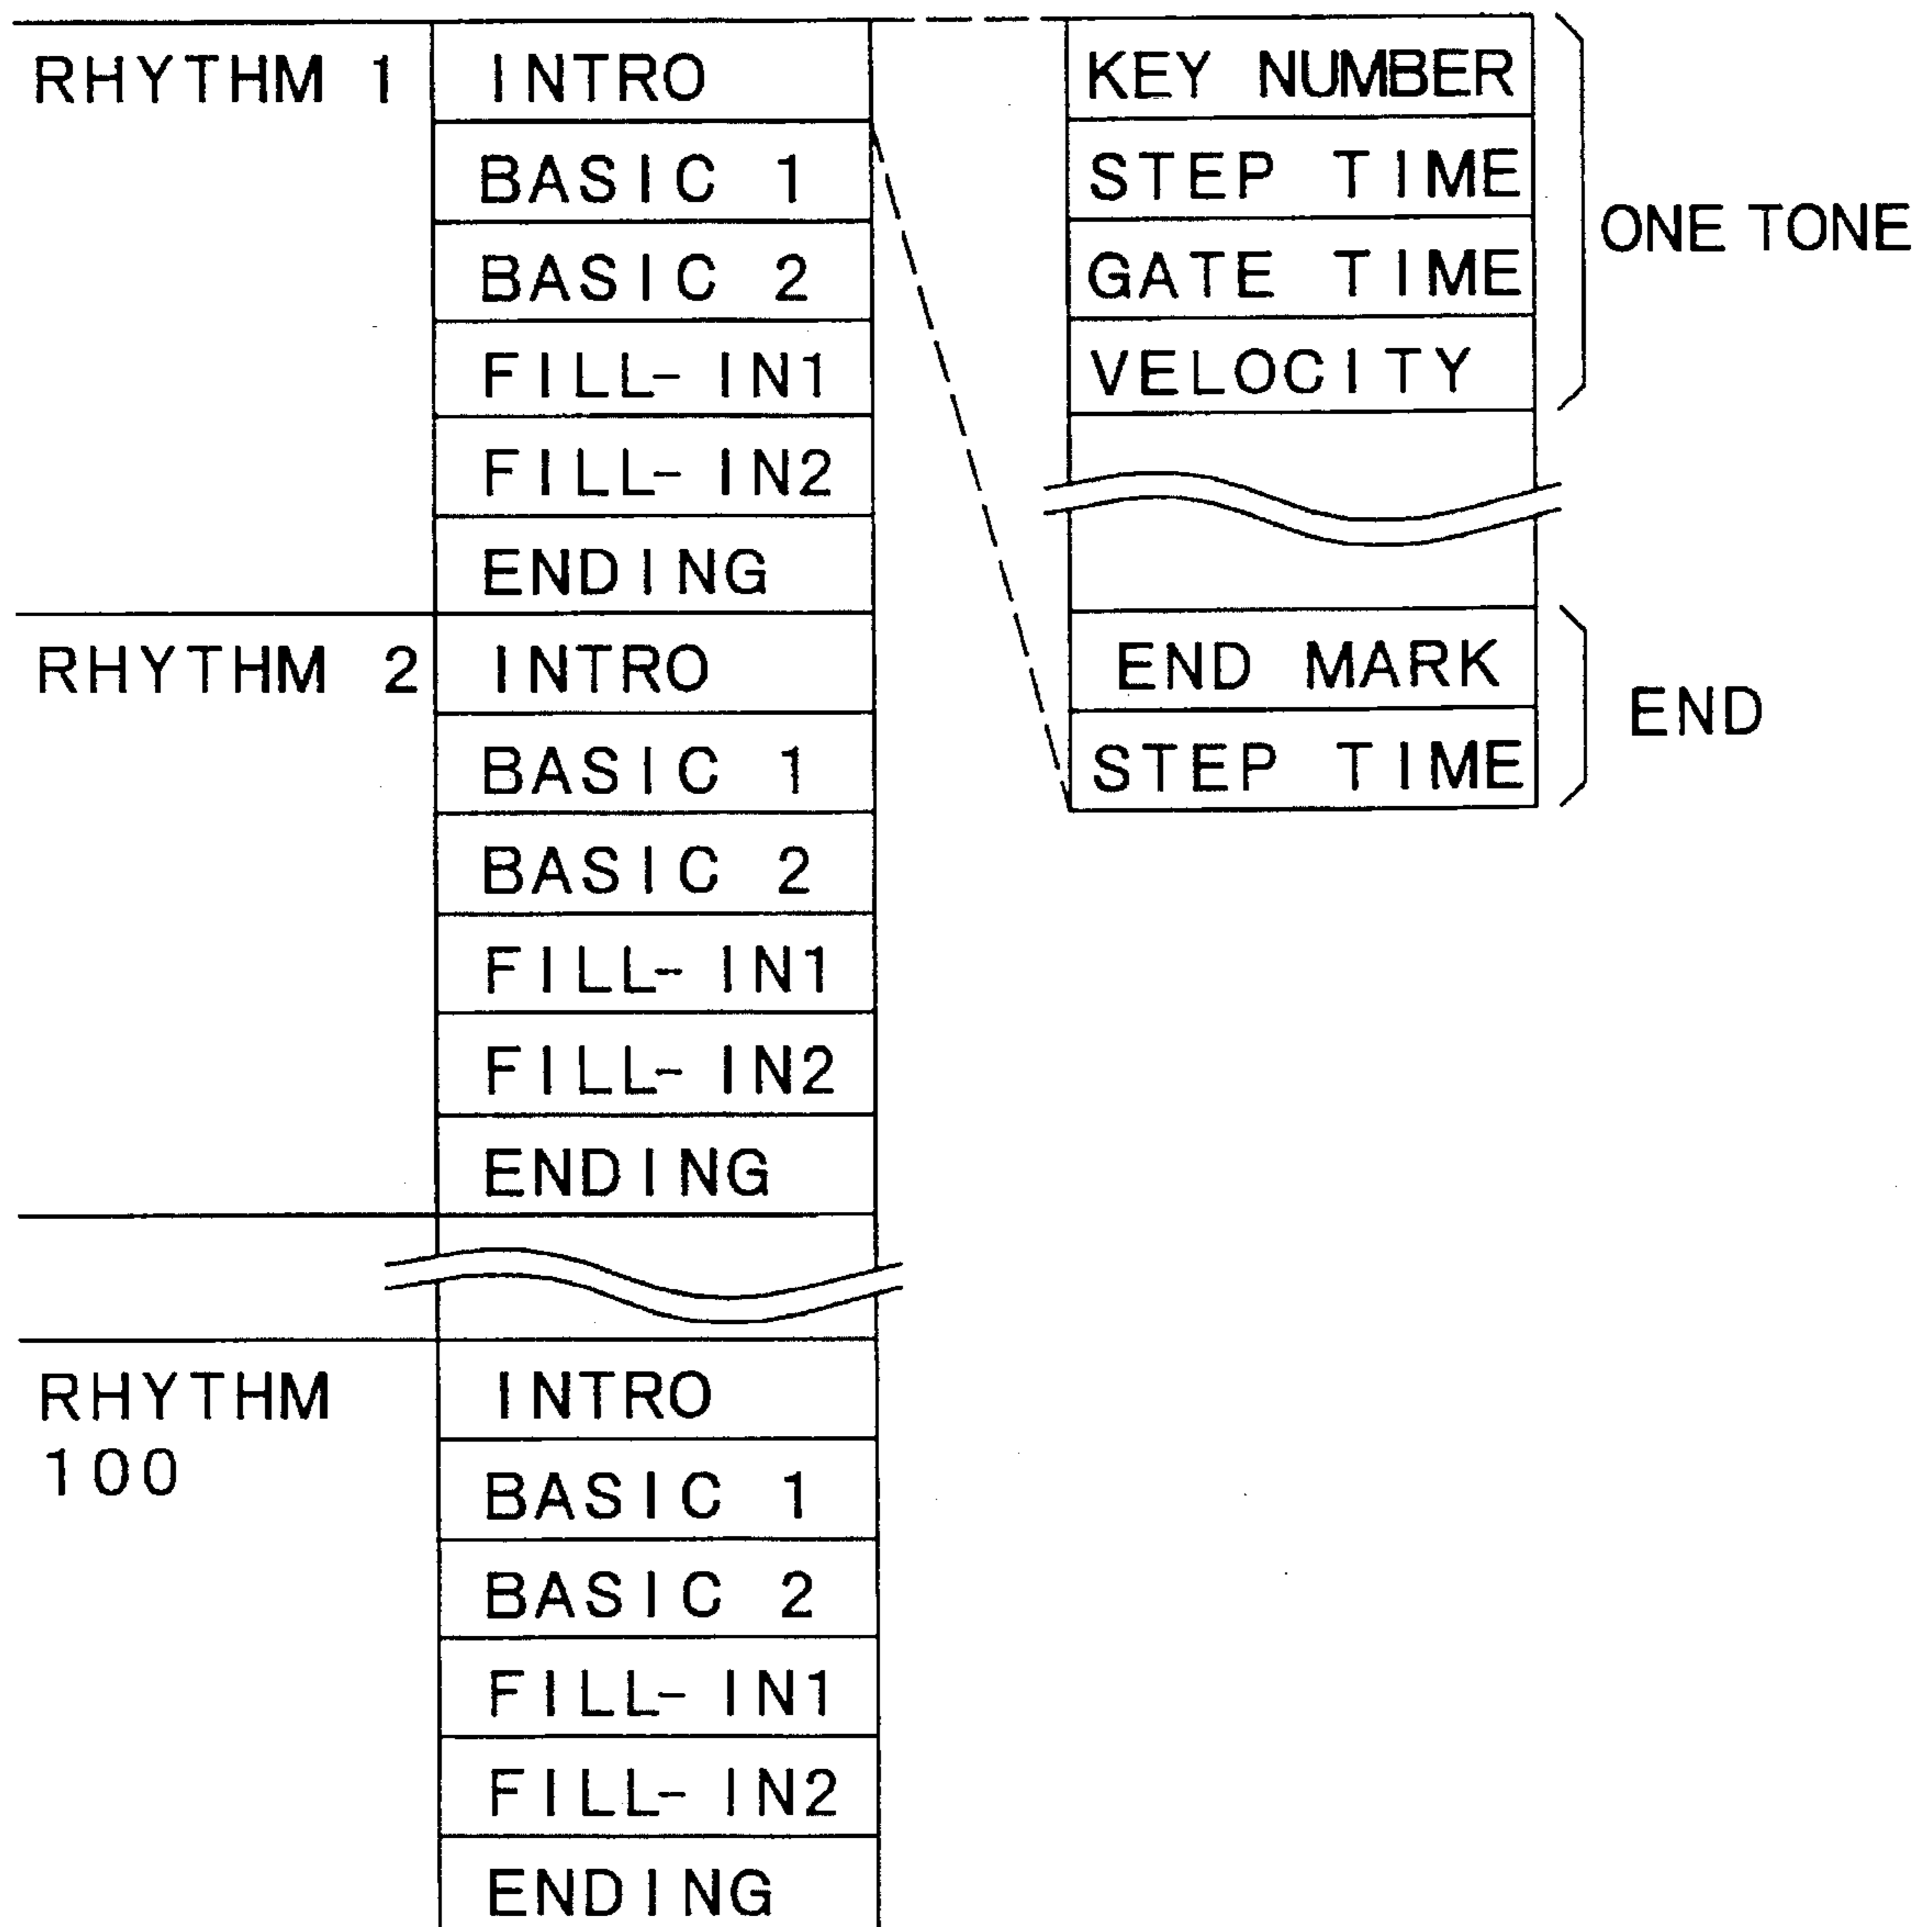 RHYTHM 1
INTRO
BASIC 1
BASIC 2
FILL-IN1
FILL-IN2
ENDING
RHYTHM 2
INTRO
BASIC 1
BASIC 2
FILL-IN1
FILL-IN2
ENDING
RHYTHM
100
INTRO
BASIC 1
BASIC 2
FILL-IN1
FILL-IN2
ENDING
KEY NUMBER
STEP TIME
GATE TIME
VELOCITY
ONE TONE
END MARK
STEP TIME
END